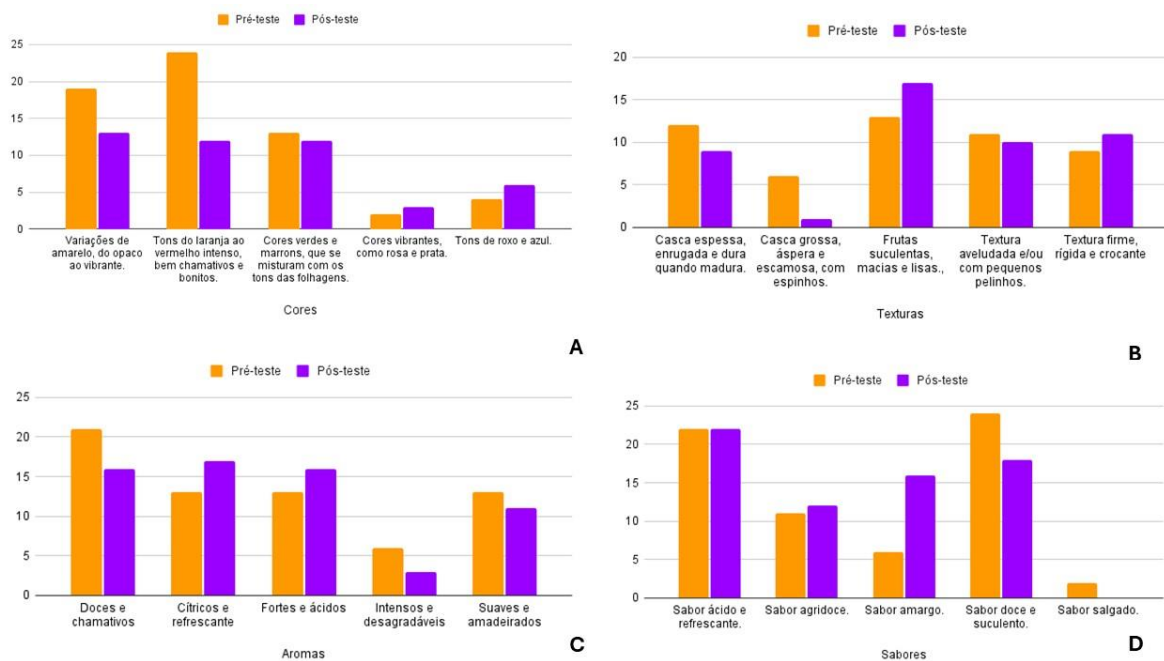 Pré-teste Pós-teste
25
20
15
10
5
0
Variações de
amarelo, do opaco
ao vibrante.
Tons do laranja ao
vermelho intenso,
bem chamativos e
bonitos.
Cores verdes e
marrons, que se
misturam com os
tons das folhagens.
Cores vibrantes,
como rosa e prata.
Tons de roxo e azul.
Cores
A
Pré-teste Pós-teste
20
15
10
5
0
Casca espessa,
enrugada e dura
quando madura.
Casca grossa,
áspera e
escamosa, com
espinhos.
Frutas
suculentas,
macias e lisas.,
Textura
aveludada e/ou
com pequenos
pelinhos.
Textura firme,
rígida e crocante
Texturas
B
Pré-teste Pós-teste
25
20
15
10
5
0
Doces e
chamativos
Cítricos e
refrescante
Fortes e ácidos
Intensos e
desagradáveis
Suaves e
amadeirados
Aromas
C
Pré-teste Pós-teste
25
20
15
10
5
0
Sabor ácido e
refrescante.
Sabor agridoce.
Sabor amargo.
Sabor doce e
suculento.
Sabor salgado.
Sabores
D